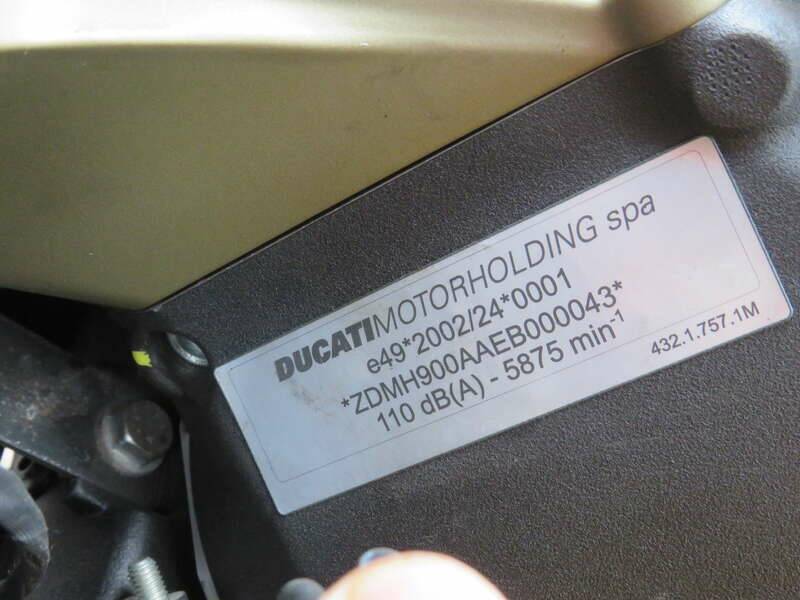 DUCATIMOTORHOLDING spa
e49*2002/24*0001
*ZDMH900AAEB000043*
110 dB(A) - 5875 min-1
432.1.757.1M